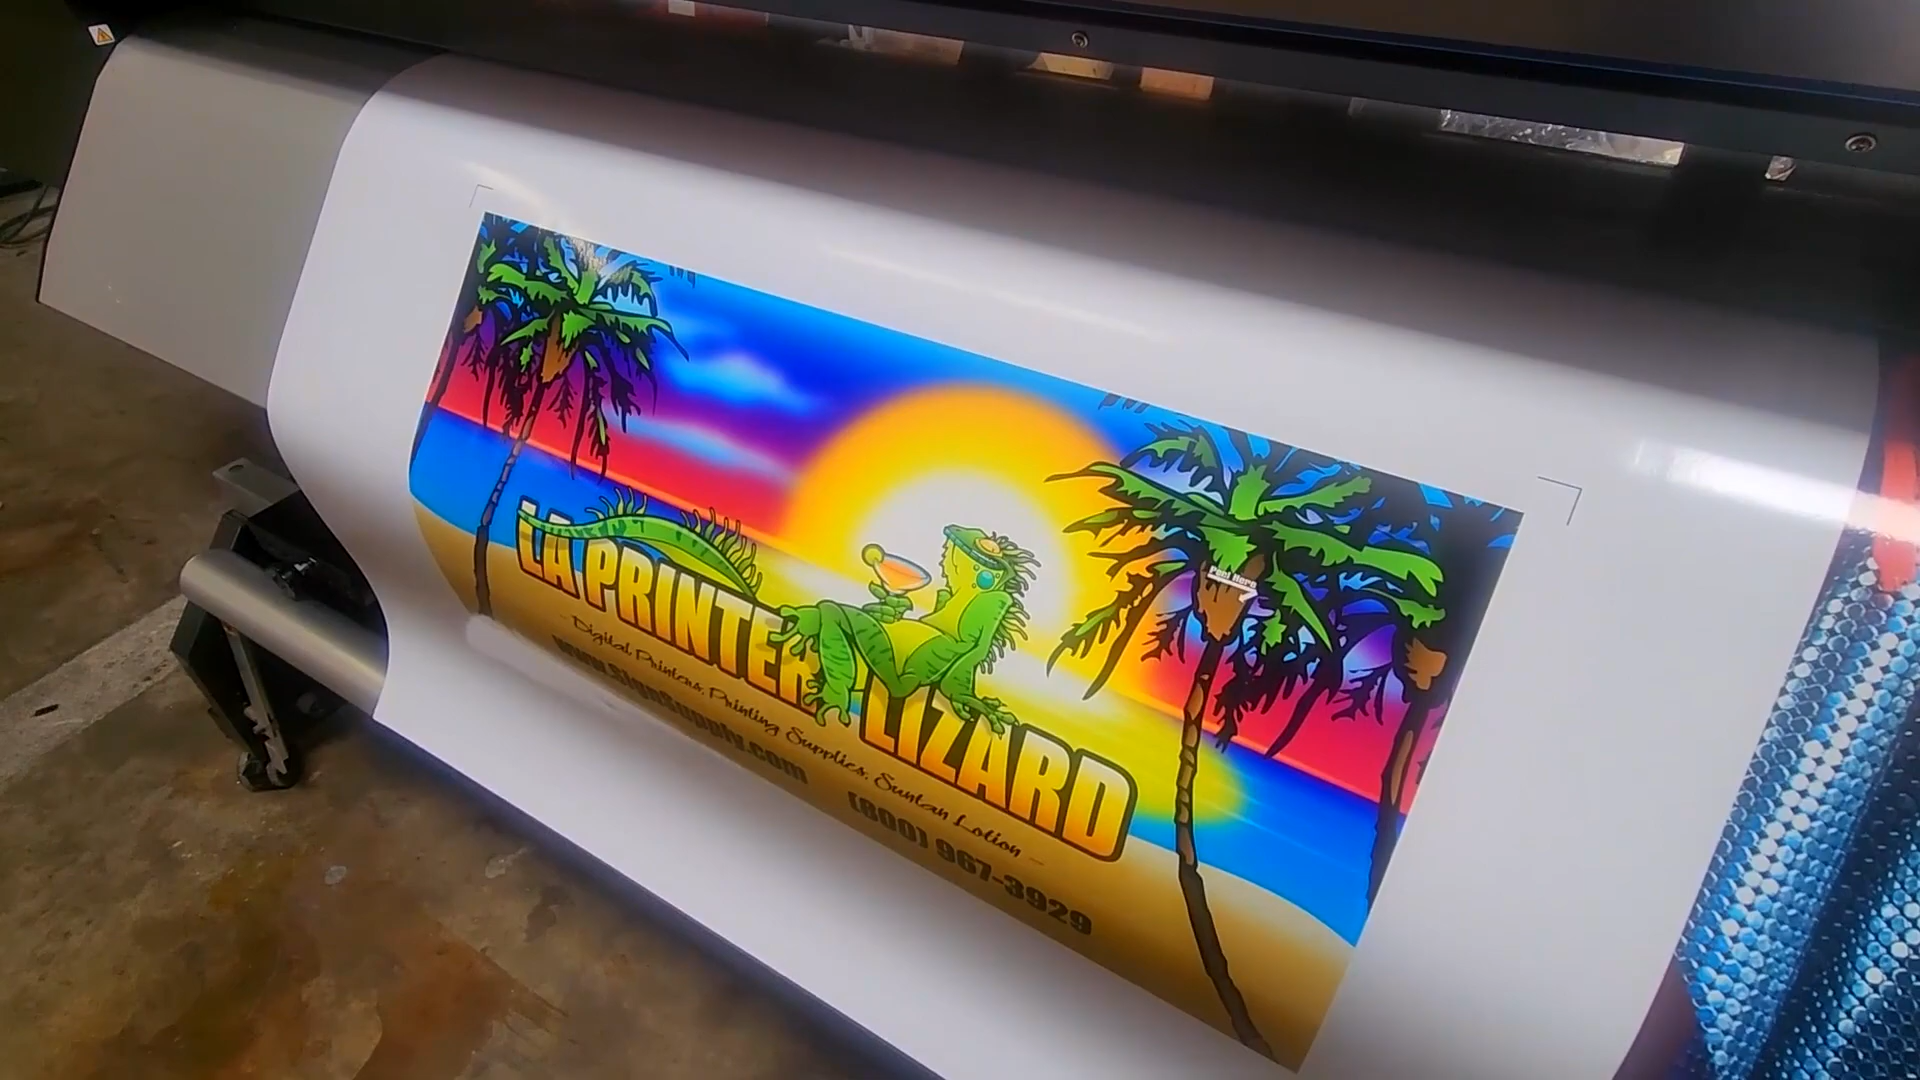 LA PRINTER LIZARD
Digital Printers, Printing Supplies, Suntan Lotion
www.SignSupply.com
(800) 967-3929
Peel Here